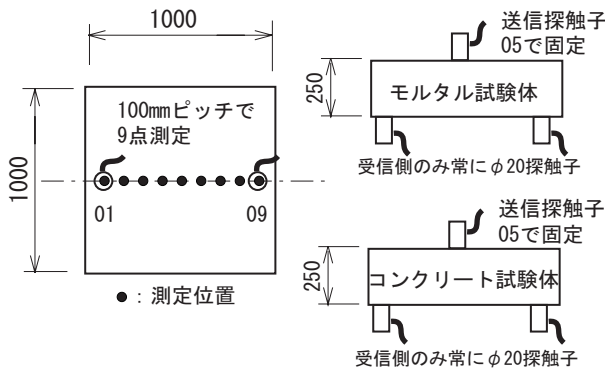 1000
1000
100mmピッチで
9点測定
01
09
● : 測定位置
送信探触子
05で固定
250
モルタル試験体
受信側のみ常にφ20探触子
送信探触子
05で固定
250
コンクリート試験体
受信側のみ常にφ20探触子